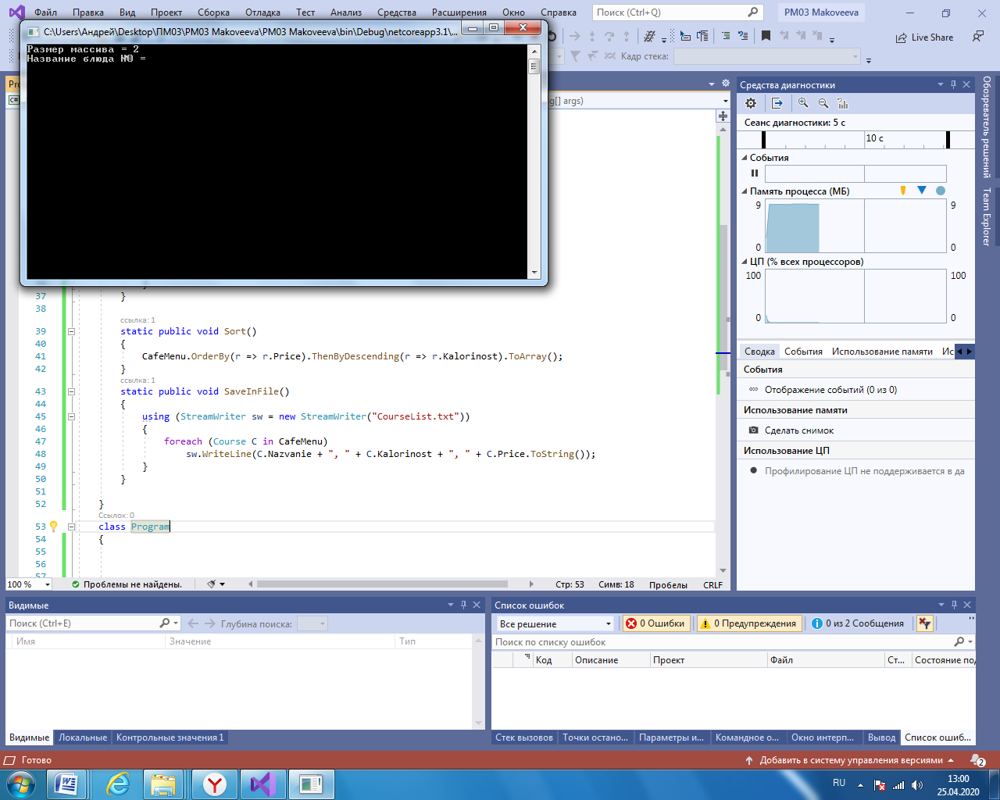 Файл Правка Вид Проект Сборка Отладка Тест Анализ Средства Расширения Окно Справка Поиск (Ctrl+Q) PM03 Makoveeva
C:\Users\Андрей\Desktop\ПМ03\PM03 Makoveeva\PM03 Makoveeva\bin\Debug\netcoreapp3.1\...
Live Share
Размер массива = 2
Название блюда №0 =
Кадр стека:
Pro
C#
g[] args)
Средства диагностики
Сеанс диагностики: 5 с
10 с
События
Память процесса (МБ)
9 9
0 0
ЦП (% всех процессоров)
100 100
0 0
Сводка События Использование памяти Ис
События
Отображение событий (0 из 0)
Использование памяти
Сделать снимок
Использование ЦП
Профилирование ЦП не поддерживается в да
Обозреватель решений
Team Explorer
37 }
38
ссылка: 1
39 static public void Sort()
40 {
41 CafeMenu.OrderBy(r => r.Price).ThenByDescending(r => r.Kalorinost).ToArray();
42 }
ссылка: 1
43 static public void SaveInFile()
44 {
45 using (StreamWriter sw = new StreamWriter("CourseList.txt"))
46 {
47 foreach (Course C in CafeMenu)
48 sw.WriteLine(C.Nazvanie + ", " + C.Kalorinost + ", " + C.Price.ToString());
49 }
50 }
51
52 }
Ссылок: 0
53 class Program
54 {
55
56
57
100 % Проблемы не найдены. Стр: 53 Симв: 18 Пробелы CRLF
Видимые
Поиск (Ctrl+E) Глубина поиска:
Имя Значение Тип
Видимые Локальные Контрольные значения 1
Список ошибок
Все решение 0 Ошибки 0 Предупреждения 0 из 2 Сообщения
Поиск по списку ошибок
Код Описание Проект Файл Ст... Состояние под
Стек вызовов Точки остано... Параметры и... Командное о... Окно интерп... Вывод Список ошиб...
Готово Добавить в систему управления версиями 2
RU 13:00
25.04.2020